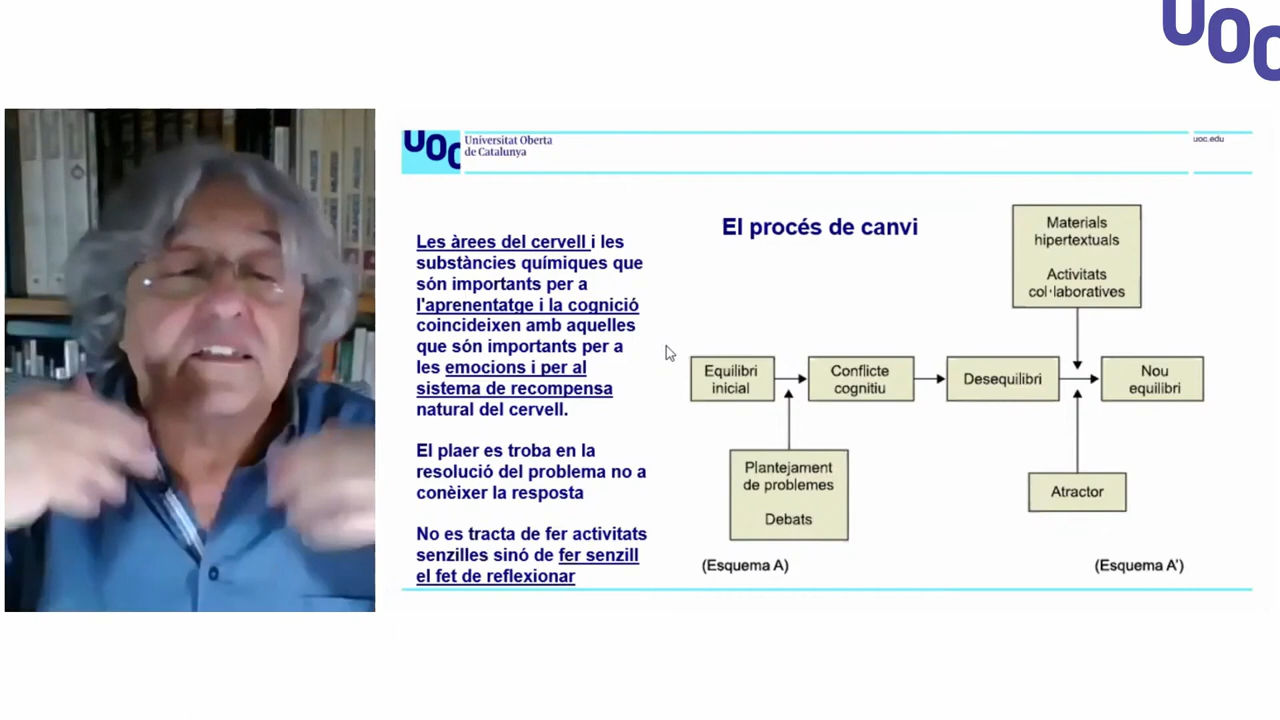 UOC
UOC
Universitat Oberta
de Catalunya
uoc.edu
El procés de canvi
Les àrees del cervell i les
substàncies químiques que
són importants per a
l'aprenentatge i la cognició
coincideixen amb aquelles
que són importants per a
les emocions i per al
sistema de recompensa
natural del cervell.
El plaer es troba en la
resolució del problema no a
conèixer la resposta
No es tracta de fer activitats
senzilles sinó de fer senzill
el fet de reflexionar
Materials
hipertextuals
Activitats
col·laboratives
Equilibri
inicial
Conflicte
cognitiu
Desequilibri
Nou
equilibri
Plantejament
de problemes
Debats
Atractor
(Esquema A)
(Esquema A')